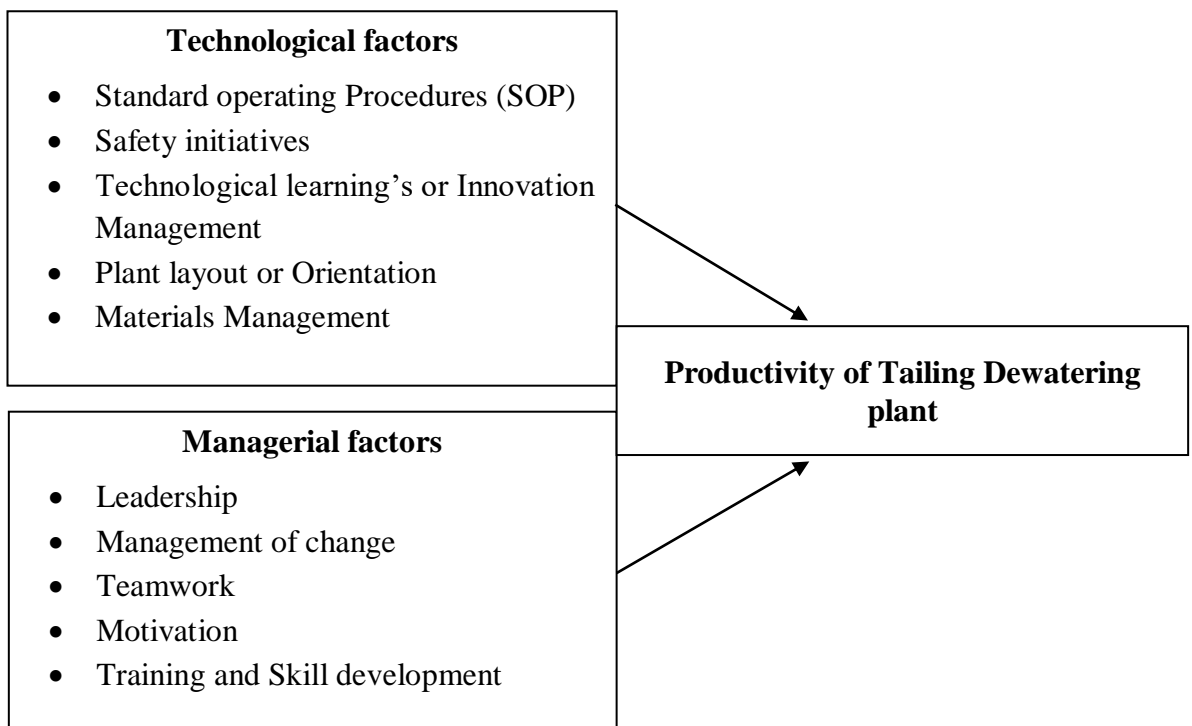 Technological factors
• Standard operating Procedures (SOP)
• Safety initiatives
• Technological learning’s or Innovation
Management
• Plant layout or Orientation
• Materials Management
Productivity of Tailing Dewatering
plant
Managerial factors
• Leadership
• Management of change
• Teamwork
• Motivation
• Training and Skill development